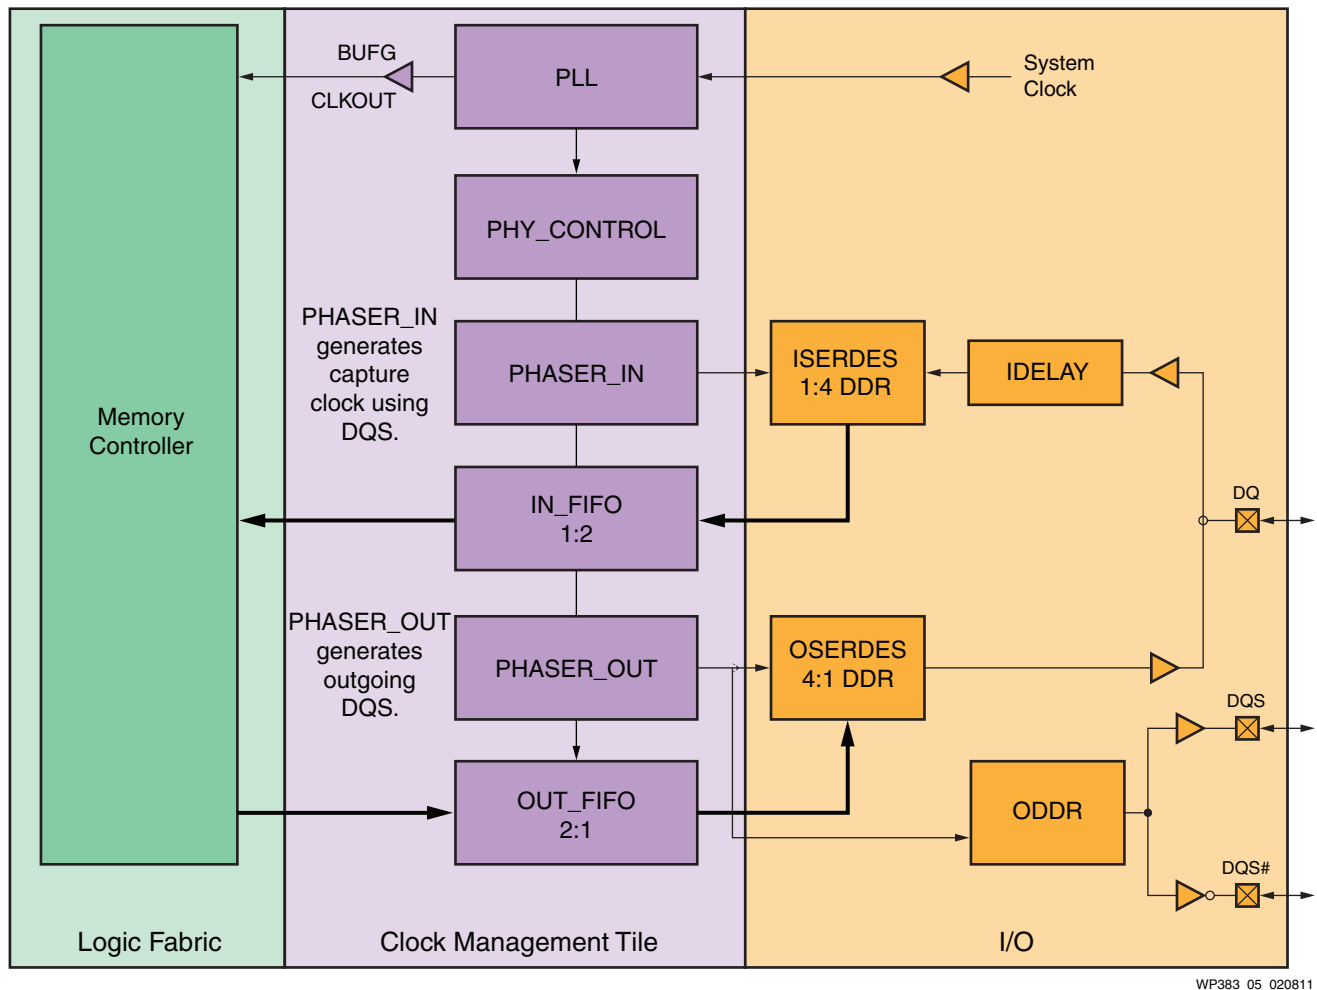 BUFG
CLKOUT
PLL
System
Clock
PHY_CONTROL
PHASER_IN
generates
capture
clock using
DQS.
PHASER_IN
ISERDES
1:4 DDR
IDELAY
Memory
Controller
IN_FIFO
1:2
DQ
PHASER_OUT
generates
outgoing
DQS.
PHASER_OUT
OSERDES
4:1 DDR
DQS
OUT_FIFO
2:1
ODDR
DQS#
Logic Fabric
Clock Management Tile
I/O
WP383_05_020811